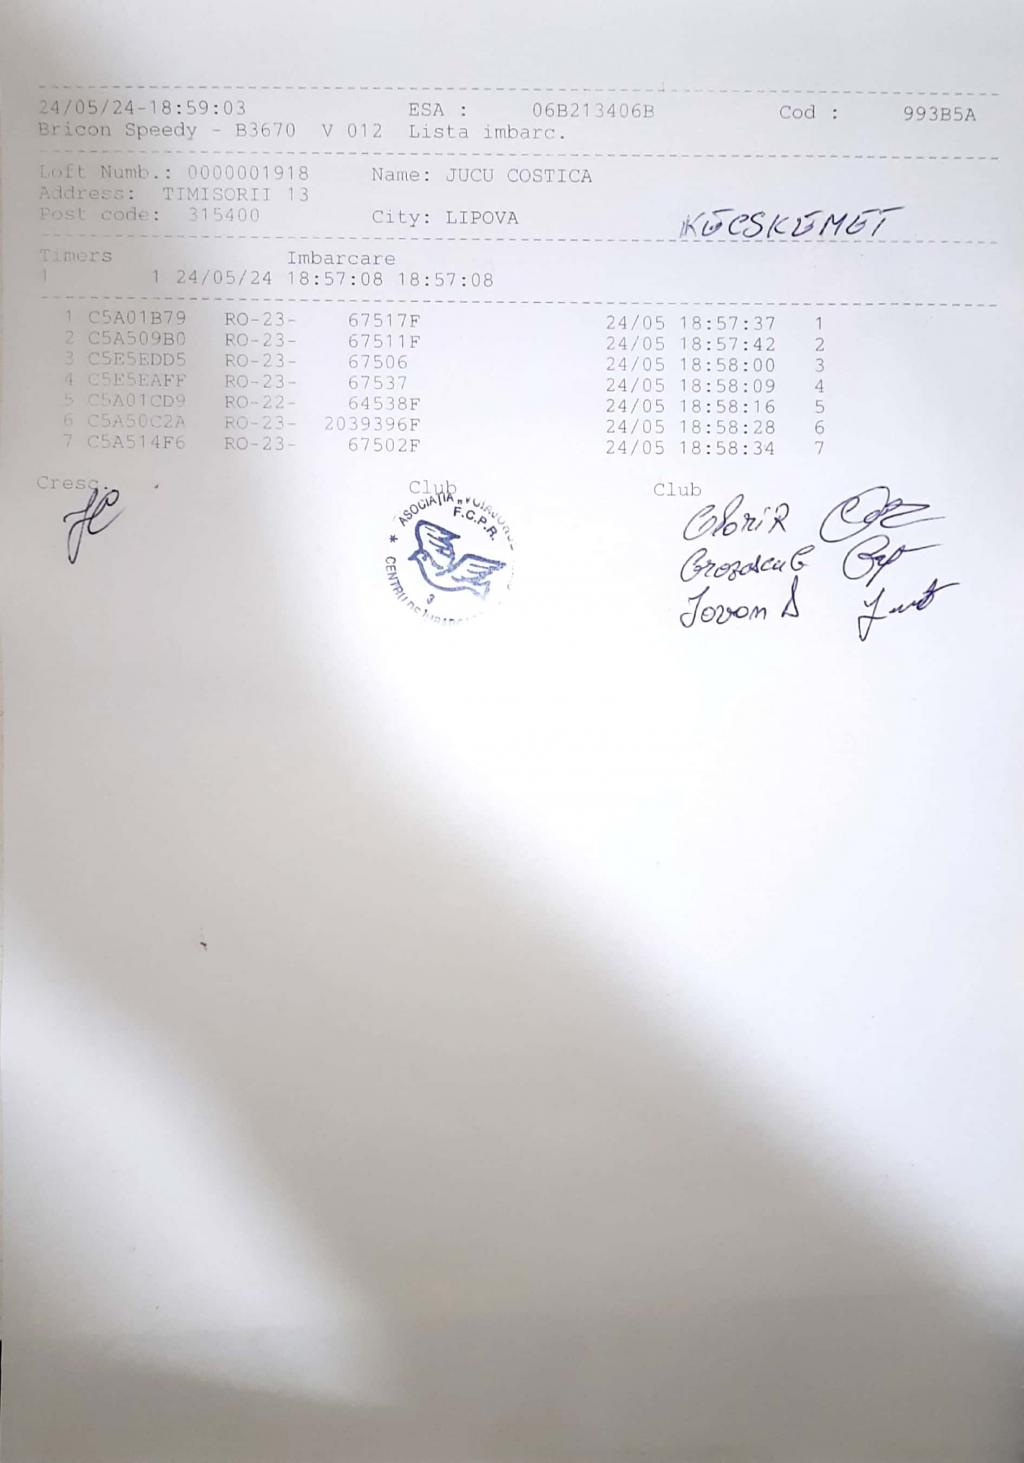 24/05/24-18:59:03 ESA : 06B213406B Cod : 993B5A
Bricon Speedy - B3670 V 012 Lista imbarc.
Loft Numb.: 0000001918 Name: JUCU COSTICA
Address: TIMISORII 13
Post code: 315400 City: LIPOVA
KECSKEMET
Timers Imbarcare
1 1 24/05/24 18:57:08 18:57:08
1 C5A01B79 RO-23- 67517F 24/05 18:57:37 1
2 C5A509B0 RO-23- 67511F 24/05 18:57:42 2
3 C5E5EDD5 RO-23- 67506 24/05 18:58:00 3
4 C5E5EAFF RO-23- 67537 24/05 18:58:09 4
5 C5A01CD9 RO-22- 64538F 24/05 18:58:16 5
6 C5A50C2A RO-23- 2039396F 24/05 18:58:28 6
7 C5A514F6 RO-23- 67502F 24/05 18:58:34 7
Cresc. Club Club
ASOCIAȚIA
F.C.P.R.
* CENTRU DE
3
Iovan D